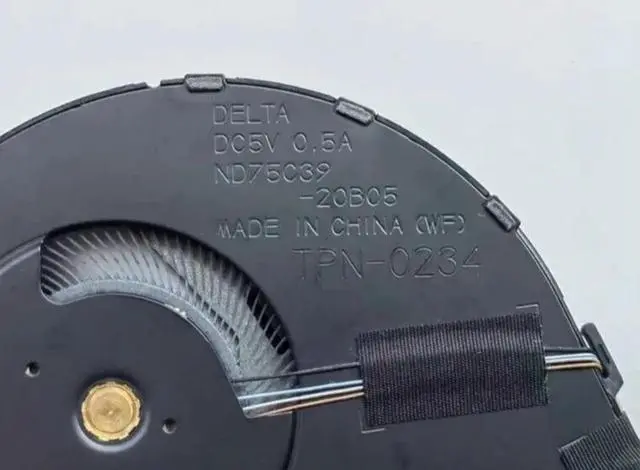 DELTA
DC5V 0.5A
ND75C39
-20B05
MADE IN CHINA (WF)
TPN-0234